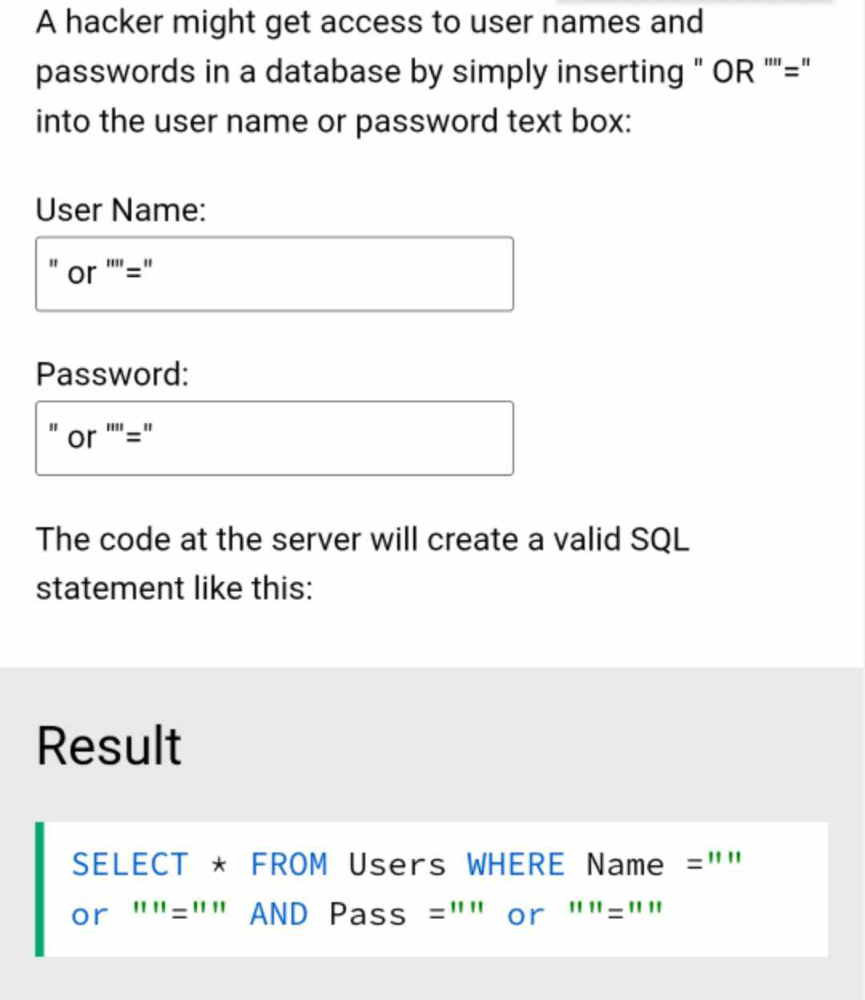 A hacker might get access to user names and
passwords in a database by simply inserting " OR ""="
into the user name or password text box:
User Name:
" or ""="
Password:
" or ""="
The code at the server will create a valid SQL
statement like this:
Result
SELECT * FROM Users WHERE Name =""
or ""="" AND Pass ="" or ""=""